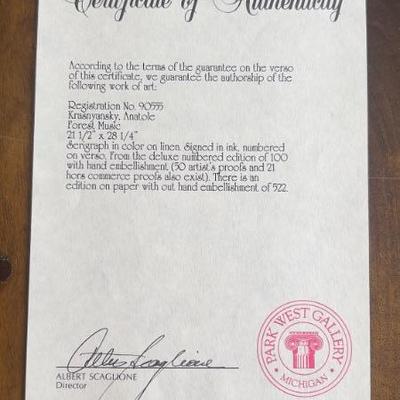 Certificate of Authenticity
According to the terms of the guarantee on the verso
of this certificate, we guarantee the authorship of the
following work of art:
Registration No. 90555
Krasnyansky, Anatole
Forest Music
21 1/2" x 28 1/4"
Serigraph in color on linen. Signed in ink, numbered
on verso. From the deluxe numbered edition of 100
with hand embellishment (50 artist's proofs and 21
hors commerce proofs also exist). There is an
edition on paper with out hand embellishment of 522.
Albert Scaglione
ALBERT SCAGLIONE
Director
PARK WEST GALLERY
• MICHIGAN •